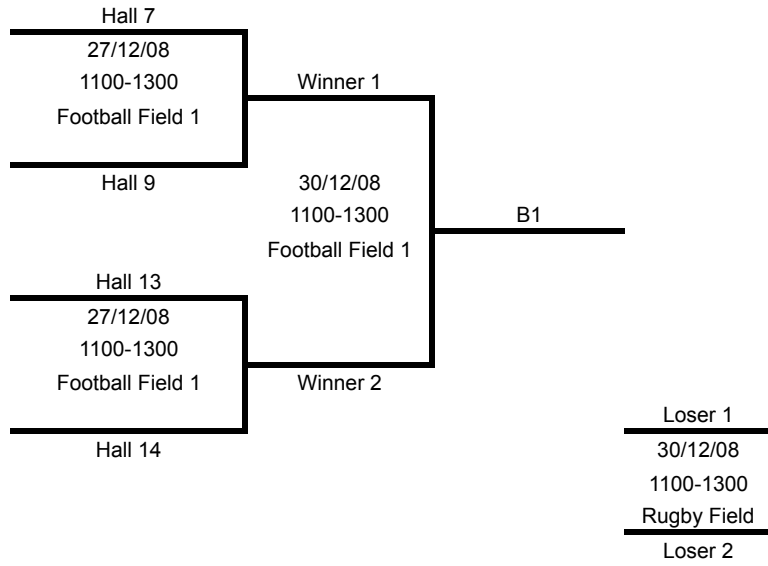 Hall 7
27/12/08
1100-1300
Football Field 1
Hall 9
Winner 1
30/12/08
1100-1300
Football Field 1
B1
Hall 13
27/12/08
1100-1300
Football Field 1
Hall 14
Winner 2
Loser 1
30/12/08
1100-1300
Rugby Field
Loser 2